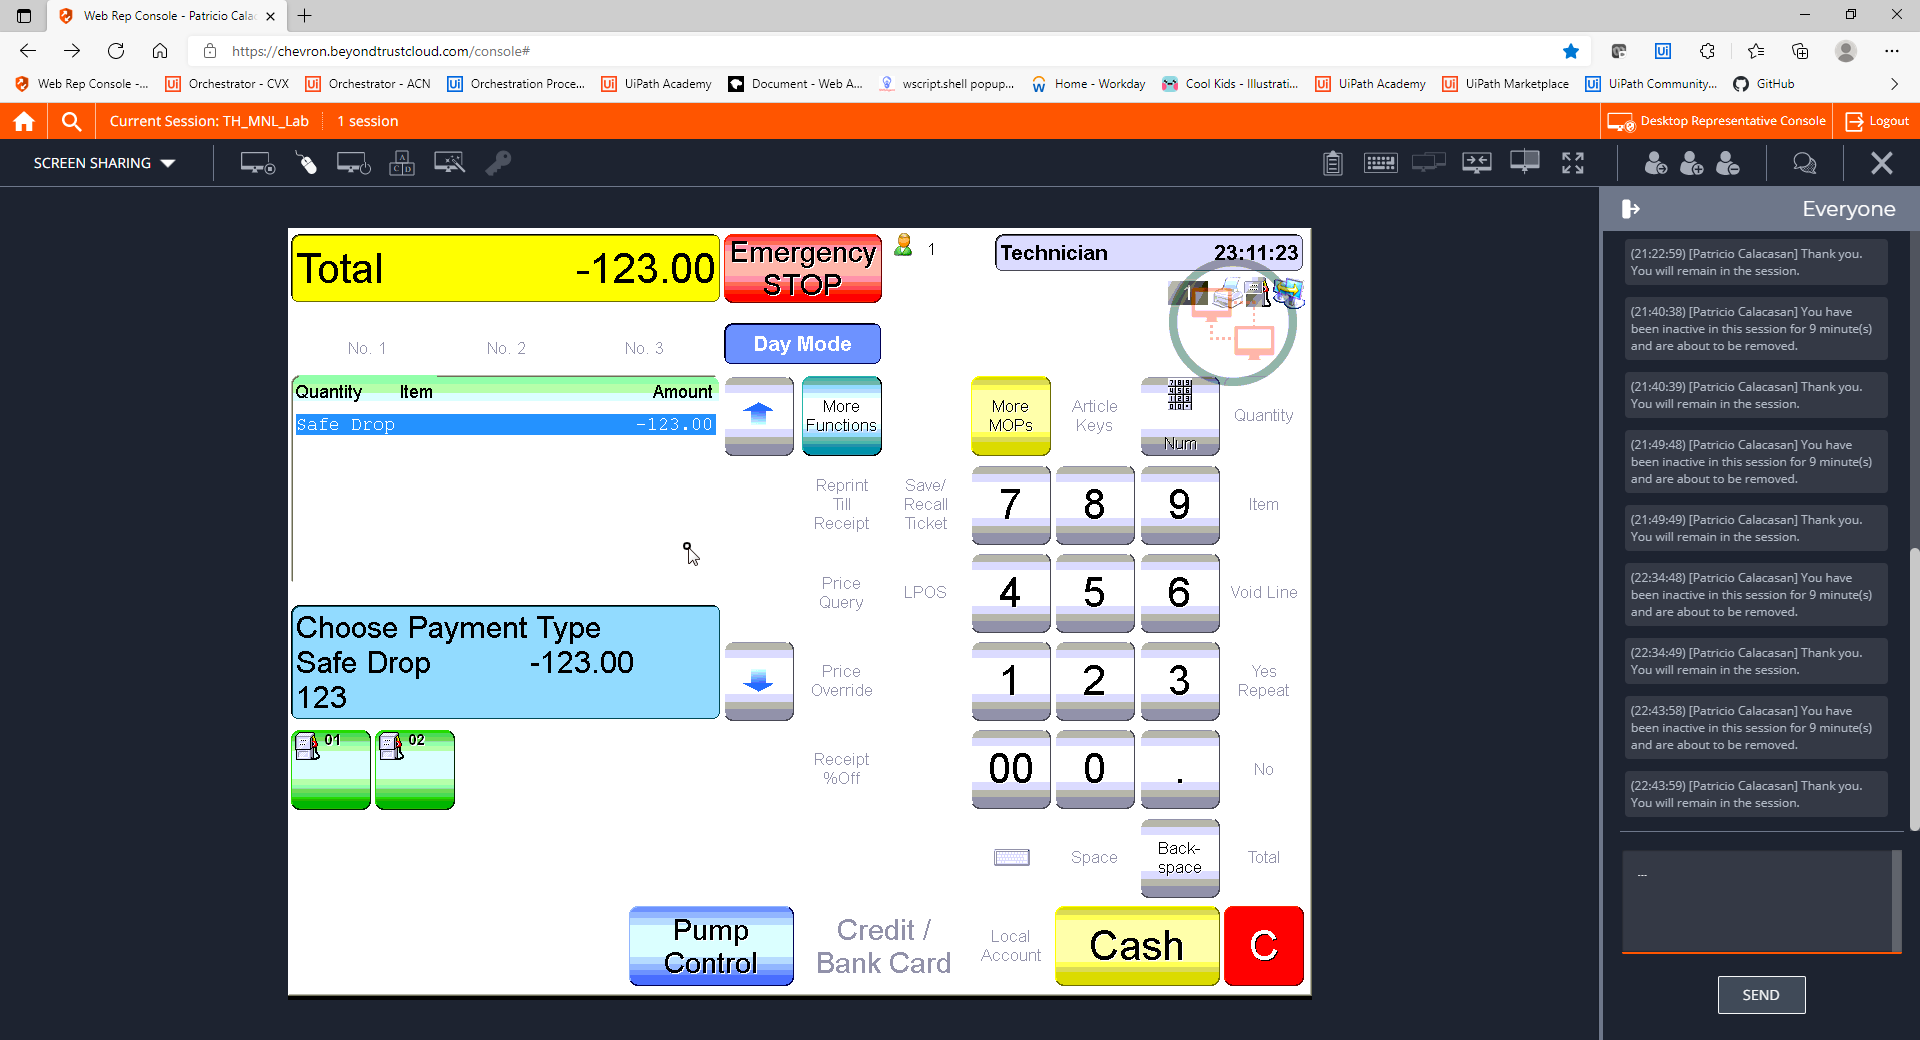 Web Rep Console - Patricio Cala
https://chevron.beyondtrustcloud.com/console#
Web Rep Console -...
Orchestrator - CVX
Orchestrator - ACN
Orchestration Proce...
UiPath Academy
Document - Web A...
wscript.shell popup...
Home - Workday
Cool Kids - Illustrati...
UiPath Academy
UiPath Marketplace
UiPath Community...
GitHub
Current Session: TH_MNL_Lab
1 session
Desktop Representative Console
Logout
SCREEN SHARING
Everyone
Total -123.00
Emergency
STOP
1
Technician 23:11:23
1
No. 1 No. 2 No. 3
Day Mode
Quantity Item Amount
Safe Drop -123.00
More
Functions
More
MOPs
Article
Keys
Num
Quantity
Reprint
Till
Receipt
Save/
Recall
Ticket
7 8 9
Item
Price
Query
LPOS
4 5 6
Void Line
Choose Payment Type
Safe Drop -123.00
123
Price
Override
1 2 3
Yes
Repeat
01 02
Receipt
%Off
00 0 .
No
Space
Back-
space
Total
Pump
Control
Credit /
Bank Card
Local
Account
Cash
C
(21:22:59) [Patricio Calacasan] Thank you.
You will remain in the session.
(21:40:38) [Patricio Calacasan] You have
been inactive in this session for 9 minute(s)
and are about to be removed.
(21:40:39) [Patricio Calacasan] Thank you.
You will remain in the session.
(21:49:48) [Patricio Calacasan] You have
been inactive in this session for 9 minute(s)
and are about to be removed.
(21:49:49) [Patricio Calacasan] Thank you.
You will remain in the session.
(22:34:48) [Patricio Calacasan] You have
been inactive in this session for 9 minute(s)
and are about to be removed.
(22:34:49) [Patricio Calacasan] Thank you.
You will remain in the session.
(22:43:58) [Patricio Calacasan] You have
been inactive in this session for 9 minute(s)
and are about to be removed.
(22:43:59) [Patricio Calacasan] Thank you.
You will remain in the session.
...
SEND